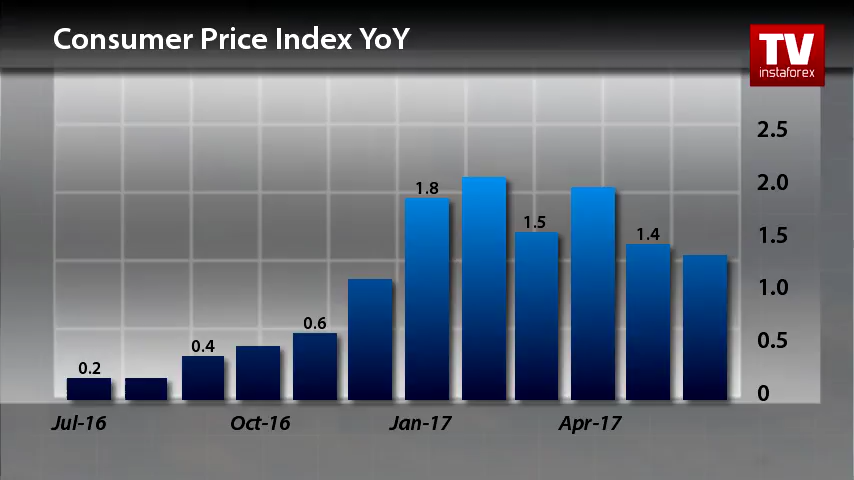 Consumer Price Index YoY
TV
instaforex
2.5
2.0
1.5
1.0
0.5
0
0.2
0.4
0.6
1.8
1.5
1.4
Jul-16
Oct-16
Jan-17
Apr-17